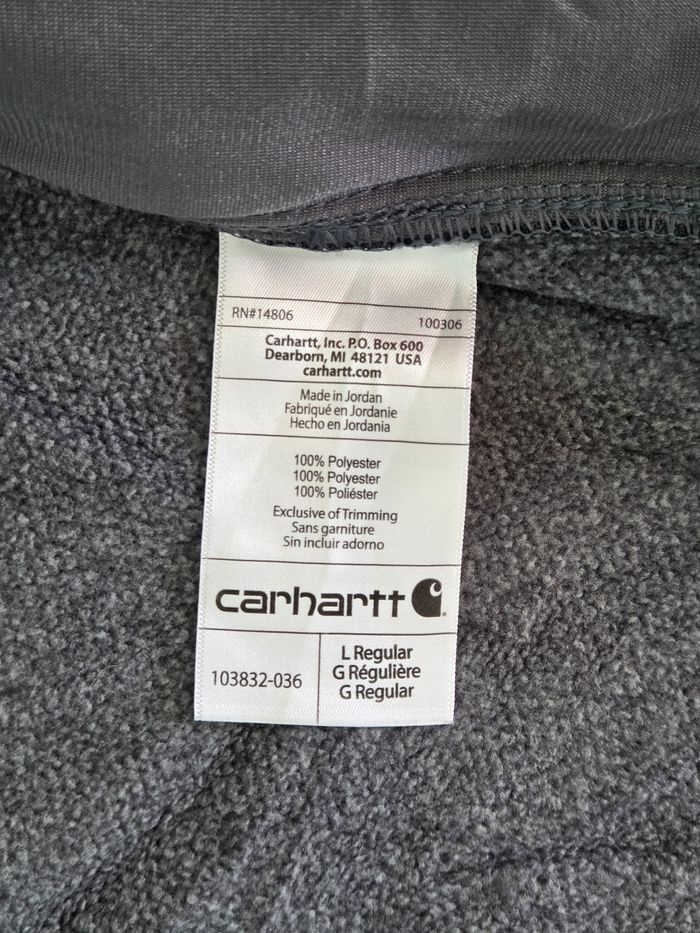 RN#14806 100306
Carhartt, Inc. P.O. Box 600
Dearborn, MI 48121 USA
carhartt.com
Made in Jordan
Fabriqué en Jordanie
Hecho en Jordania
100% Polyester
100% Polyester
100% Poliéster
Exclusive of Trimming
Sans garniture
Sin incluir adorno
carhartt
103832-036
L Regular
G Régulière
G Regular